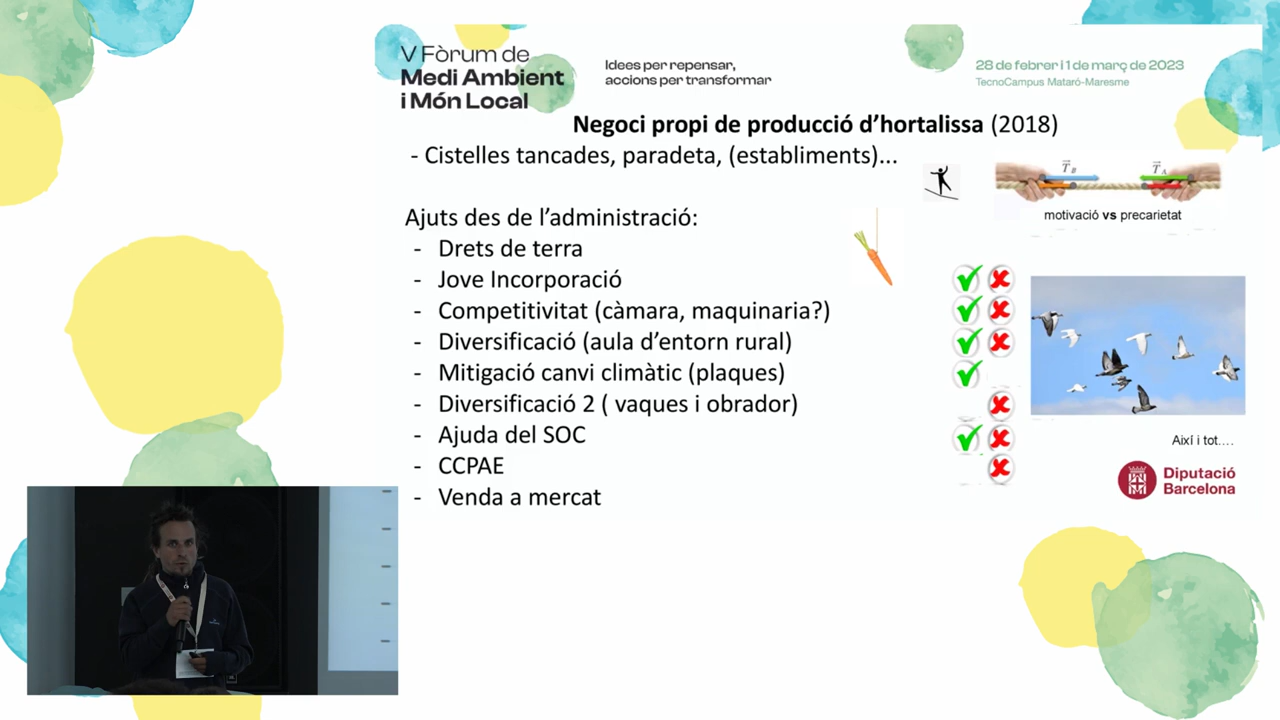 V Fòrum de
Medi Ambient
i Món Local
Idees per repensar,
accions per transformar
28 de febrer i 1 de març de 2023
TecnoCampus Mataró-Maresme
Negoci propi de producció d'hortalissa (2018)
- Cistelles tancades, paradeta, (establiments)...
T B
T A
motivació vs precarietat
Ajuts des de l'administració:
- Drets de terra
- Jove Incorporació
- Competitivitat (càmara, maquinaria?)
- Diversificació (aula d'entorn rural)
- Mitigació canvi climàtic (plaques)
- Diversificació 2 ( vaques i obrador)
- Ajuda del SOC
- CCPAE
- Venda a mercat
Així i tot....
Diputació
Barcelona